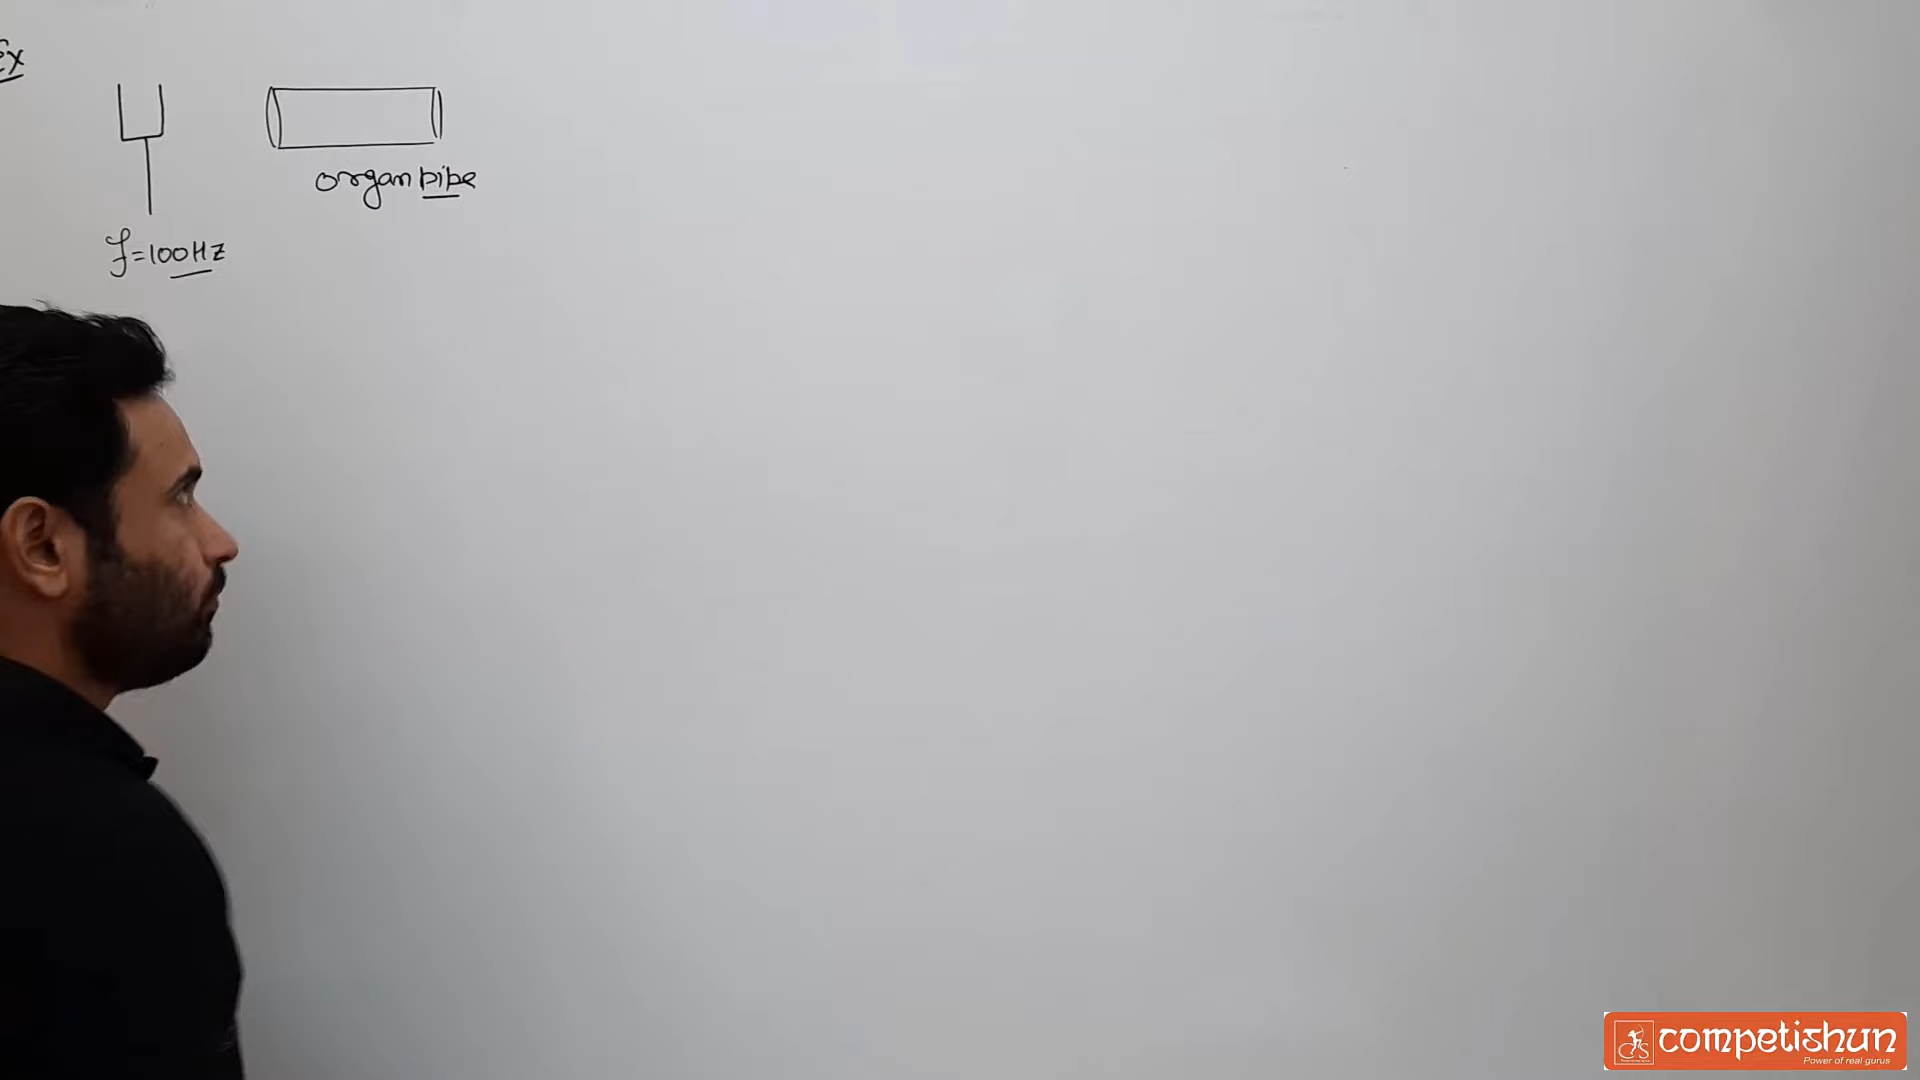 Ex
organ pipe
f=100Hz
competishun
Power of real gurus